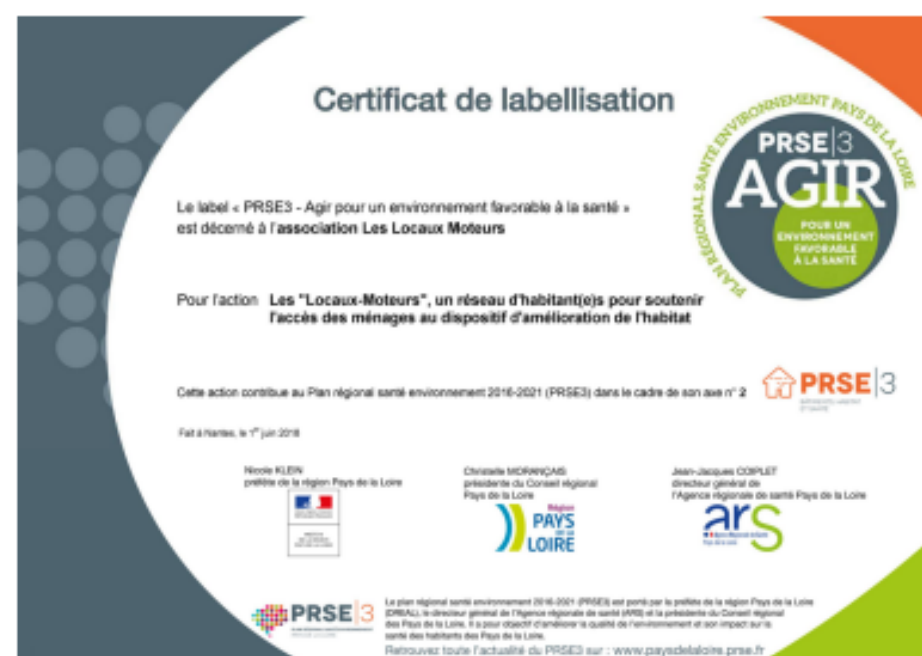 Certificat de labellisation
PLAN RÉGIONAL SANTÉ ENVIRONNEMENT PAYS DE LA LOIRE
PRSE|3
AGIR
POUR UN
ENVIRONNEMENT
FAVORABLE
À LA SANTÉ
Le label « PRSE3 - Agir pour un environnement favorable à la santé »
est décerné à l'association Les Locaux Moteurs
Pour l'action Les "Locaux-Moteurs", un réseau d'habitant(e)s pour soutenir
l'accès des ménages au dispositif d'amélioration de l'habitat
Cette action contribue au Plan régional santé environnement 2016-2021 (PRSE3) dans le cadre de son axe n° 2
PRSE|3
Fait à Nantes, le 1er juin 2018
Nicole KLEIN
préfète de la région Pays de la Loire
Christelle MORANÇAIS
présidente du Conseil régional
Pays de la Loire
Région
PAYS
DE LA
LOIRE
Jean-Jacques COIPLET
directeur général de
l'Agence régionale de santé Pays de la Loire
ars
PRSE|3
Le plan régional santé environnement 2016-2021 (PRSE3) est porté par la préfète de la région Pays de la Loire
(DREAL), le directeur général de l'Agence régionale de santé (ARS) et la présidente du Conseil régional
des Pays de la Loire. Il a pour objectif d'améliorer la qualité de l'environnement et son impact sur la
santé des habitants des Pays de la Loire.
Retrouvez toute l'actualité du PRSE3 sur : www.paysdelaloire.prse.fr